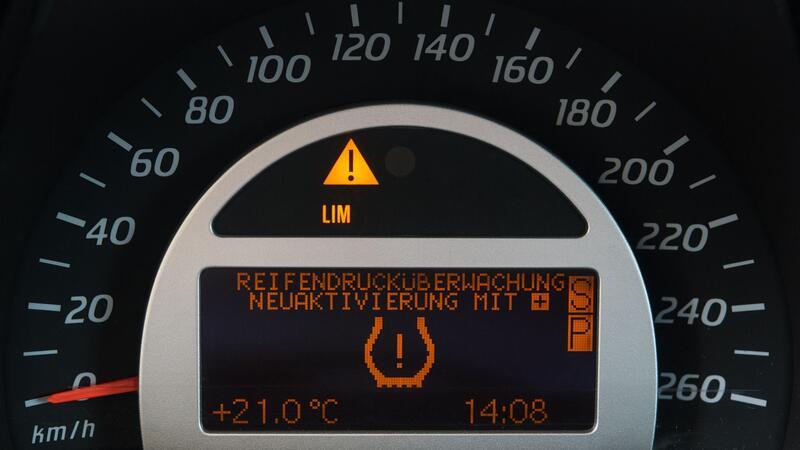 0
20
40
60
80
100
120
140
160
180
200
220
240
260
km/h
!
LIM
REIFENDRUCKÜBERWACHUNG
NEUAKTIVIERUNG MIT +
S
P
!
+21.0 °C
14:08